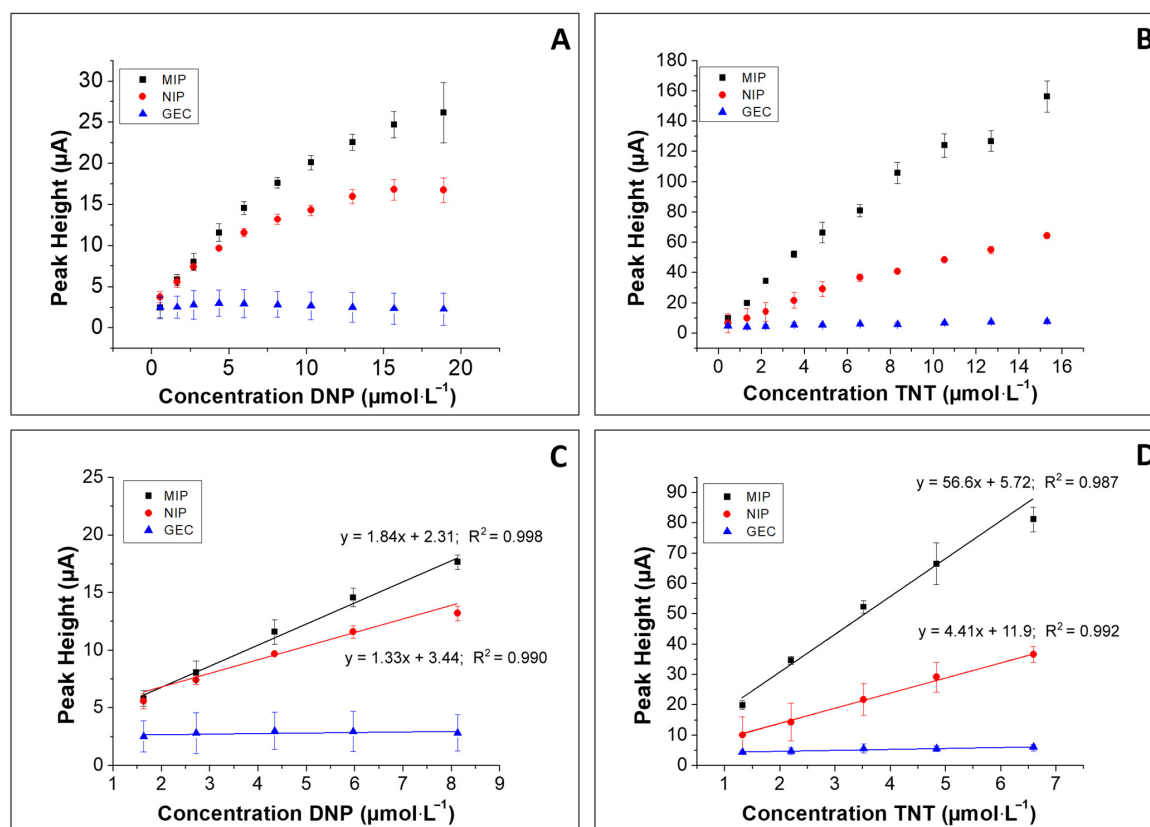 A
MIP
NIP
GEC
35
30
25
20
15
10
5
0
Peak Height (µA)
0 5 10 15 20
Concentration DNP (µmol·L⁻¹)
B
MIP
NIP
GEC
180
160
140
120
100
80
60
40
20
0
Peak Height (µA)
0 2 4 6 8 10 12 14 16
Concentration TNT (µmol·L⁻¹)
C
MIP
NIP
GEC
25
20
15
10
5
0
Peak Height (µA)
y = 1.84x + 2.31; R² = 0.998
y = 1.33x + 3.44; R² = 0.990
1 2 3 4 5 6 7 8 9
Concentration DNP (µmol·L⁻¹)
D
MIP
NIP
GEC
90
80
70
60
50
40
30
20
10
0
Peak Height (µA)
y = 56.6x + 5.72; R² = 0.987
y = 4.41x + 11.9; R² = 0.992
1 2 3 4 5 6 7 8
Concentration TNT (µmol·L⁻¹)